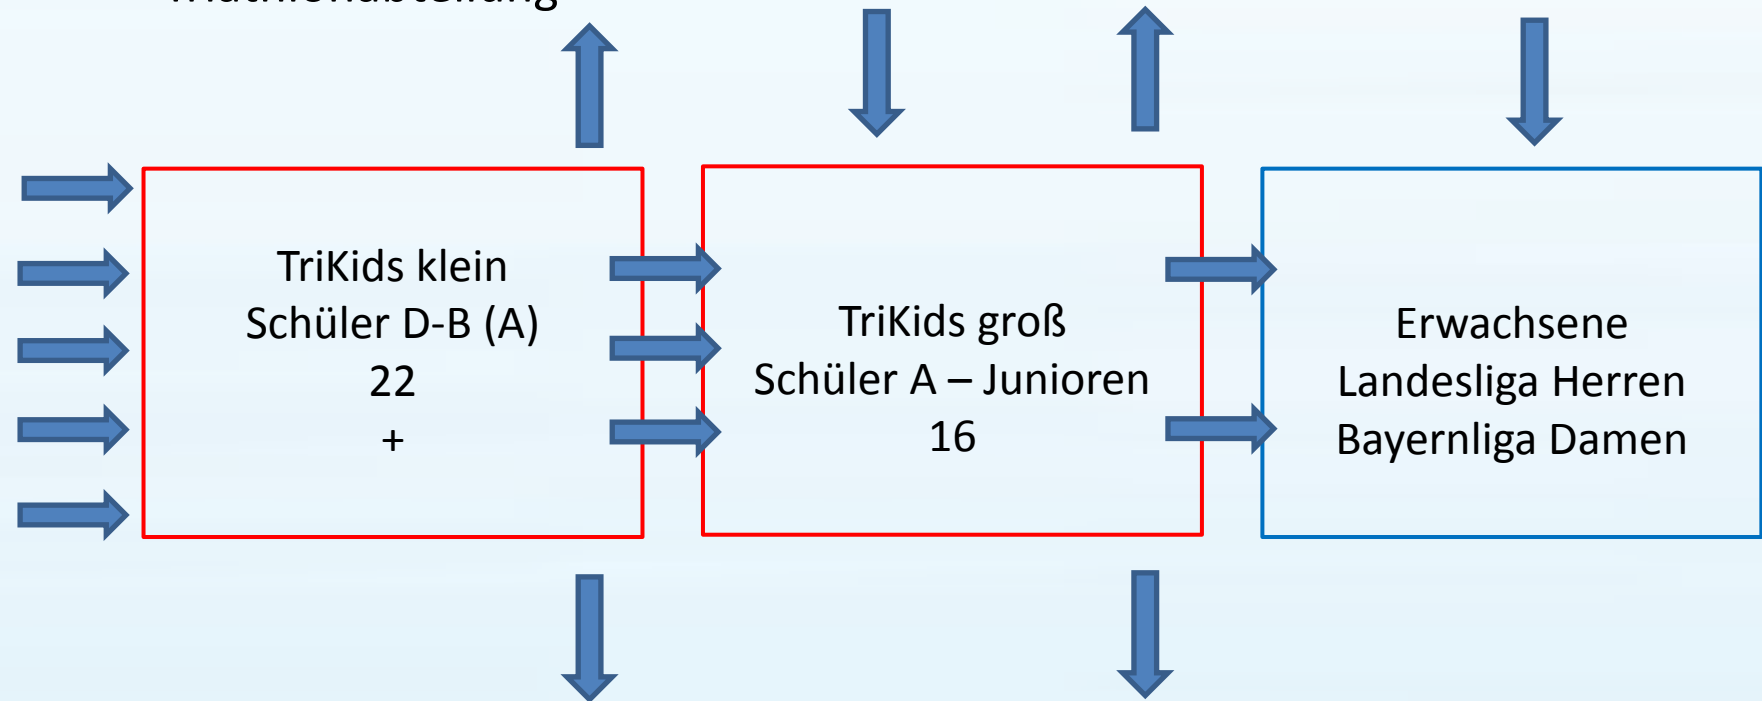 TriKids klein
Schüler D-B (A)
22
+
TriKids groß
Schüler A – Junioren
16
Erwachsene
Landesliga Herren
Bayernliga Damen